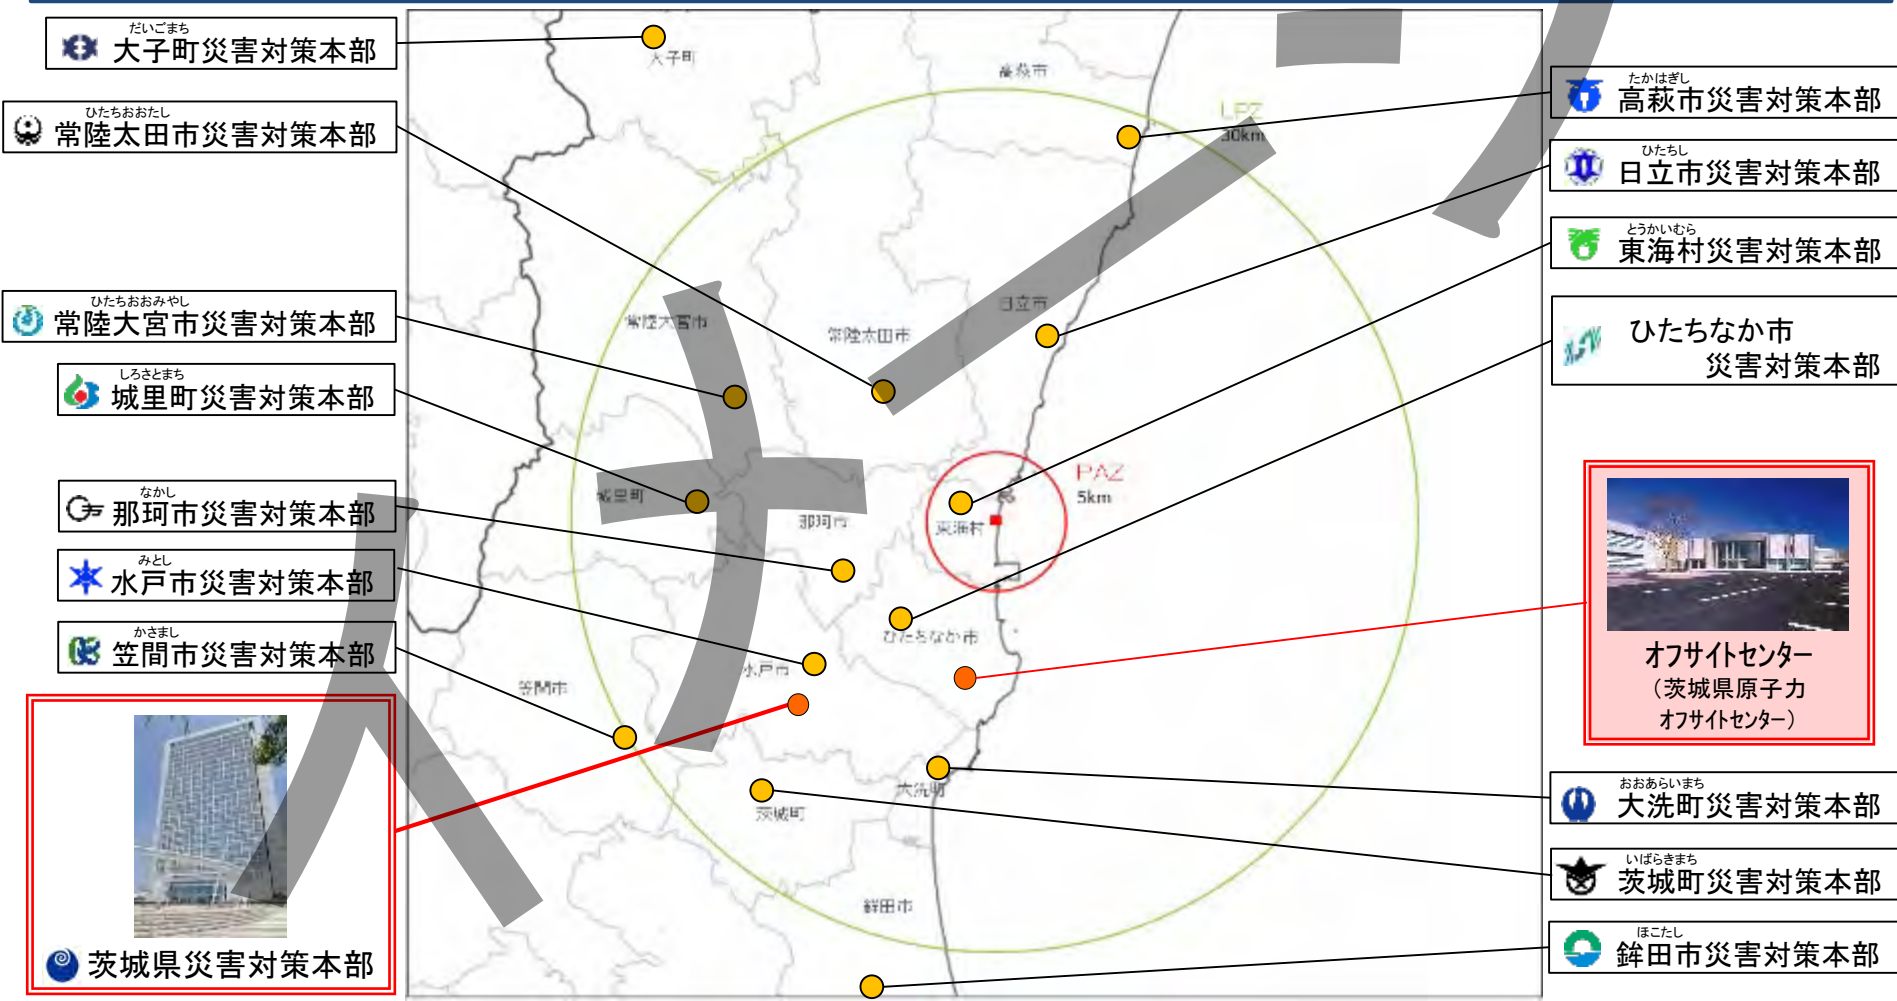 だいごまち
大子町災害対策本部
ひたちおおたし
常陸太田市災害対策本部
ひたちおおみやし
常陸大宮市災害対策本部
しろさとまち
城里町災害対策本部
なかし
那珂市災害対策本部
みとし
水戸市災害対策本部
かさまし
笠間市災害対策本部
茨城県災害対策本部
大子町
高萩市
UPZ
30km
日立市
常陸大宮市
常陸太田市
PAZ
5km
城里町
那珂市
東海村
ひたちなか市
水戸市
笠間市
大洗町
茨城町
鉾田市
たかはぎし
高萩市災害対策本部
ひたちし
日立市災害対策本部
とうかいむら
東海村災害対策本部
ひたちなか市
災害対策本部
オフサイトセンター
(茨城県原子力
オフサイトセンター)
おおあらいまち
大洗町災害対策本部
いばらきまち
茨城町災害対策本部
ほこたし
鉾田市災害対策本部